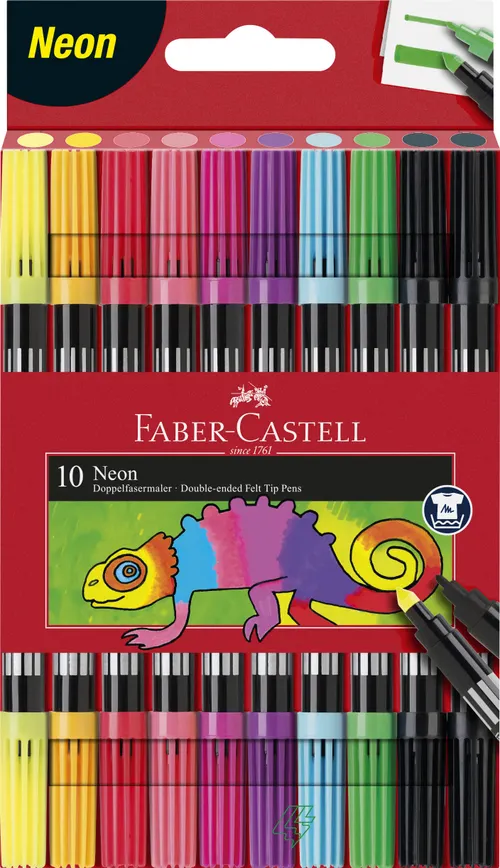 Neon
FABER-CASTELL
since 1761
10 Neon
Doppelfasermaler · Double-ended Felt Tip Pens